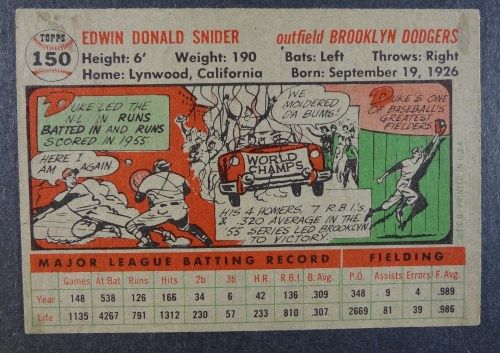 TOPPS
150
EDWIN DONALD SNIDER
outfield BROOKLYN DODGERS
Height: 6' Weight: 190 Bats: Left Throws: Right
Home: Lynwood, California Born: September 19, 1926
DUKE LED THE
N.L. IN RUNS
BATTED IN AND RUNS
SCORED IN 1955.
HERE I
AM AGAIN
WE
MOIDERED
DA BUMS!
WORLD
CHAMPS
HIS 4 HOMERS, 7 R.B.I.'S
& .320 AVERAGE IN THE
'55 SERIES LED BROOKLYN
TO VICTORY.
DUKE'S ONE
OF BASEBALL'S
GREATEST
FIELDERS.
T.C.G. PRINTED IN U.S.A.
MAJOR LEAGUE BATTING RECORD FIELDING
Games At Bat Runs Hits 2b 3b H.R. R.B.I. B. Avg. P.O. Assists Errors F. Avg.
Year 148 538 126 166 34 6 42 136 .309 348 9 4 .989
Life 1135 4267 791 1312 230 57 233 810 .307 2669 81 39 .986